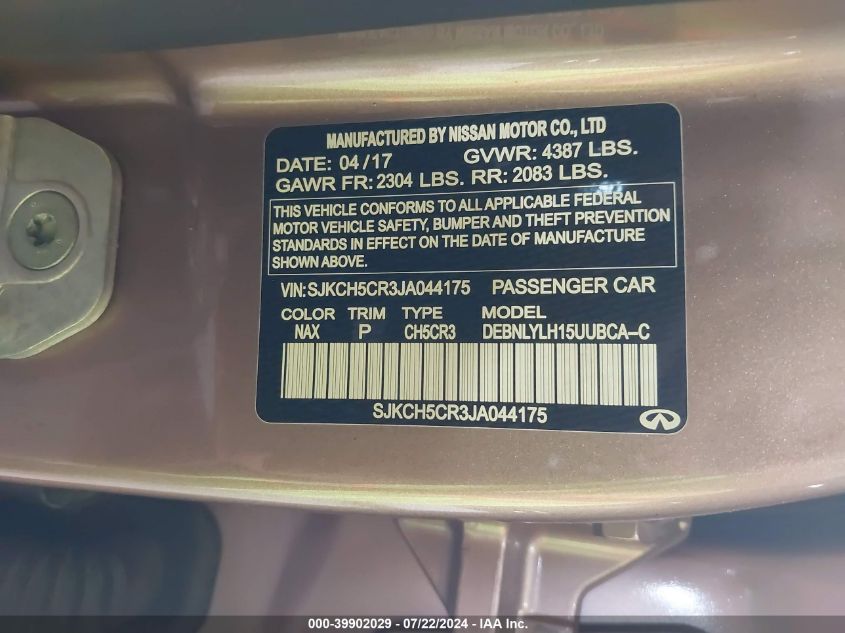 MANUFACTURED BY NISSAN MOTOR CO., LTD
DATE: 04/17 GVWR: 4387 LBS.
GAWR FR: 2304 LBS. RR: 2083 LBS.
THIS VEHICLE CONFORMS TO ALL APPLICABLE FEDERAL
MOTOR VEHICLE SAFETY, BUMPER AND THEFT PREVENTION
STANDARDS IN EFFECT ON THE DATE OF MANUFACTURE
SHOWN ABOVE.
VIN:SJKCH5CR3JA044175 PASSENGER CAR
COLOR TRIM TYPE MODEL
NAX P CH5CR3 DEBNLYLH15UUBCA-C
SJKCH5CR3JA044175
000-39902029 - 07/22/2024 - IAA Inc.